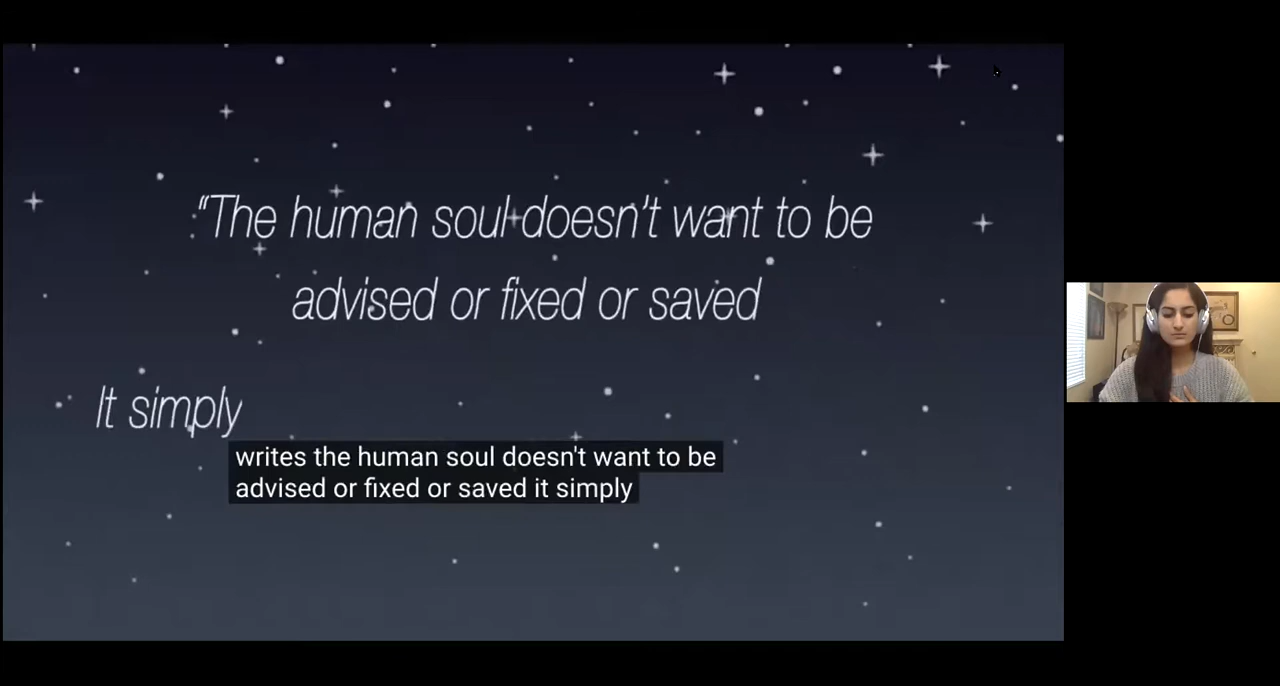 “The human soul doesn’t want to be
advised or fixed or saved
It simply
writes the human soul doesn't want to be
advised or fixed or saved it simply